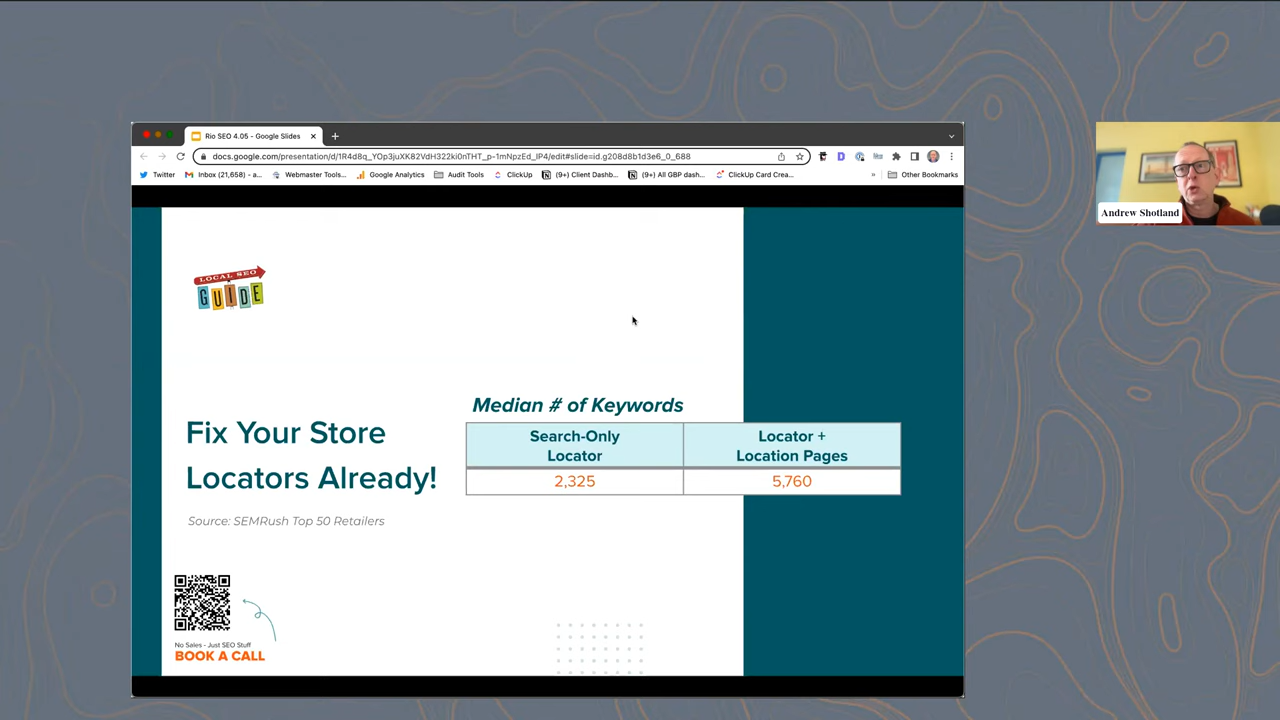 Rio SEO 4.05 - Google Slides
docs.google.com/presentation/d/1R4d8q_YOp3juXK82VdH322ki0nTHT_p-1mNpzEd_IP4/edit#slide=id.g208d8b1d3e6_0_688
Twitter
Inbox (21,658) - a...
Webmaster Tools...
Google Analytics
Audit Tools
ClickUp
(9+) Client Dashb...
(9+) All GBP dash...
ClickUp Card Crea...
»
Other Bookmarks
Andrew Shotland
LOCAL SEO
GUIDE
Median # of Keywords
Fix Your Store
Locators Already!
Search-Only
Locator
Locator +
Location Pages
2,325
5,760
Source: SEMRush Top 50 Retailers
No Sales - Just SEO Stuff
BOOK A CALL